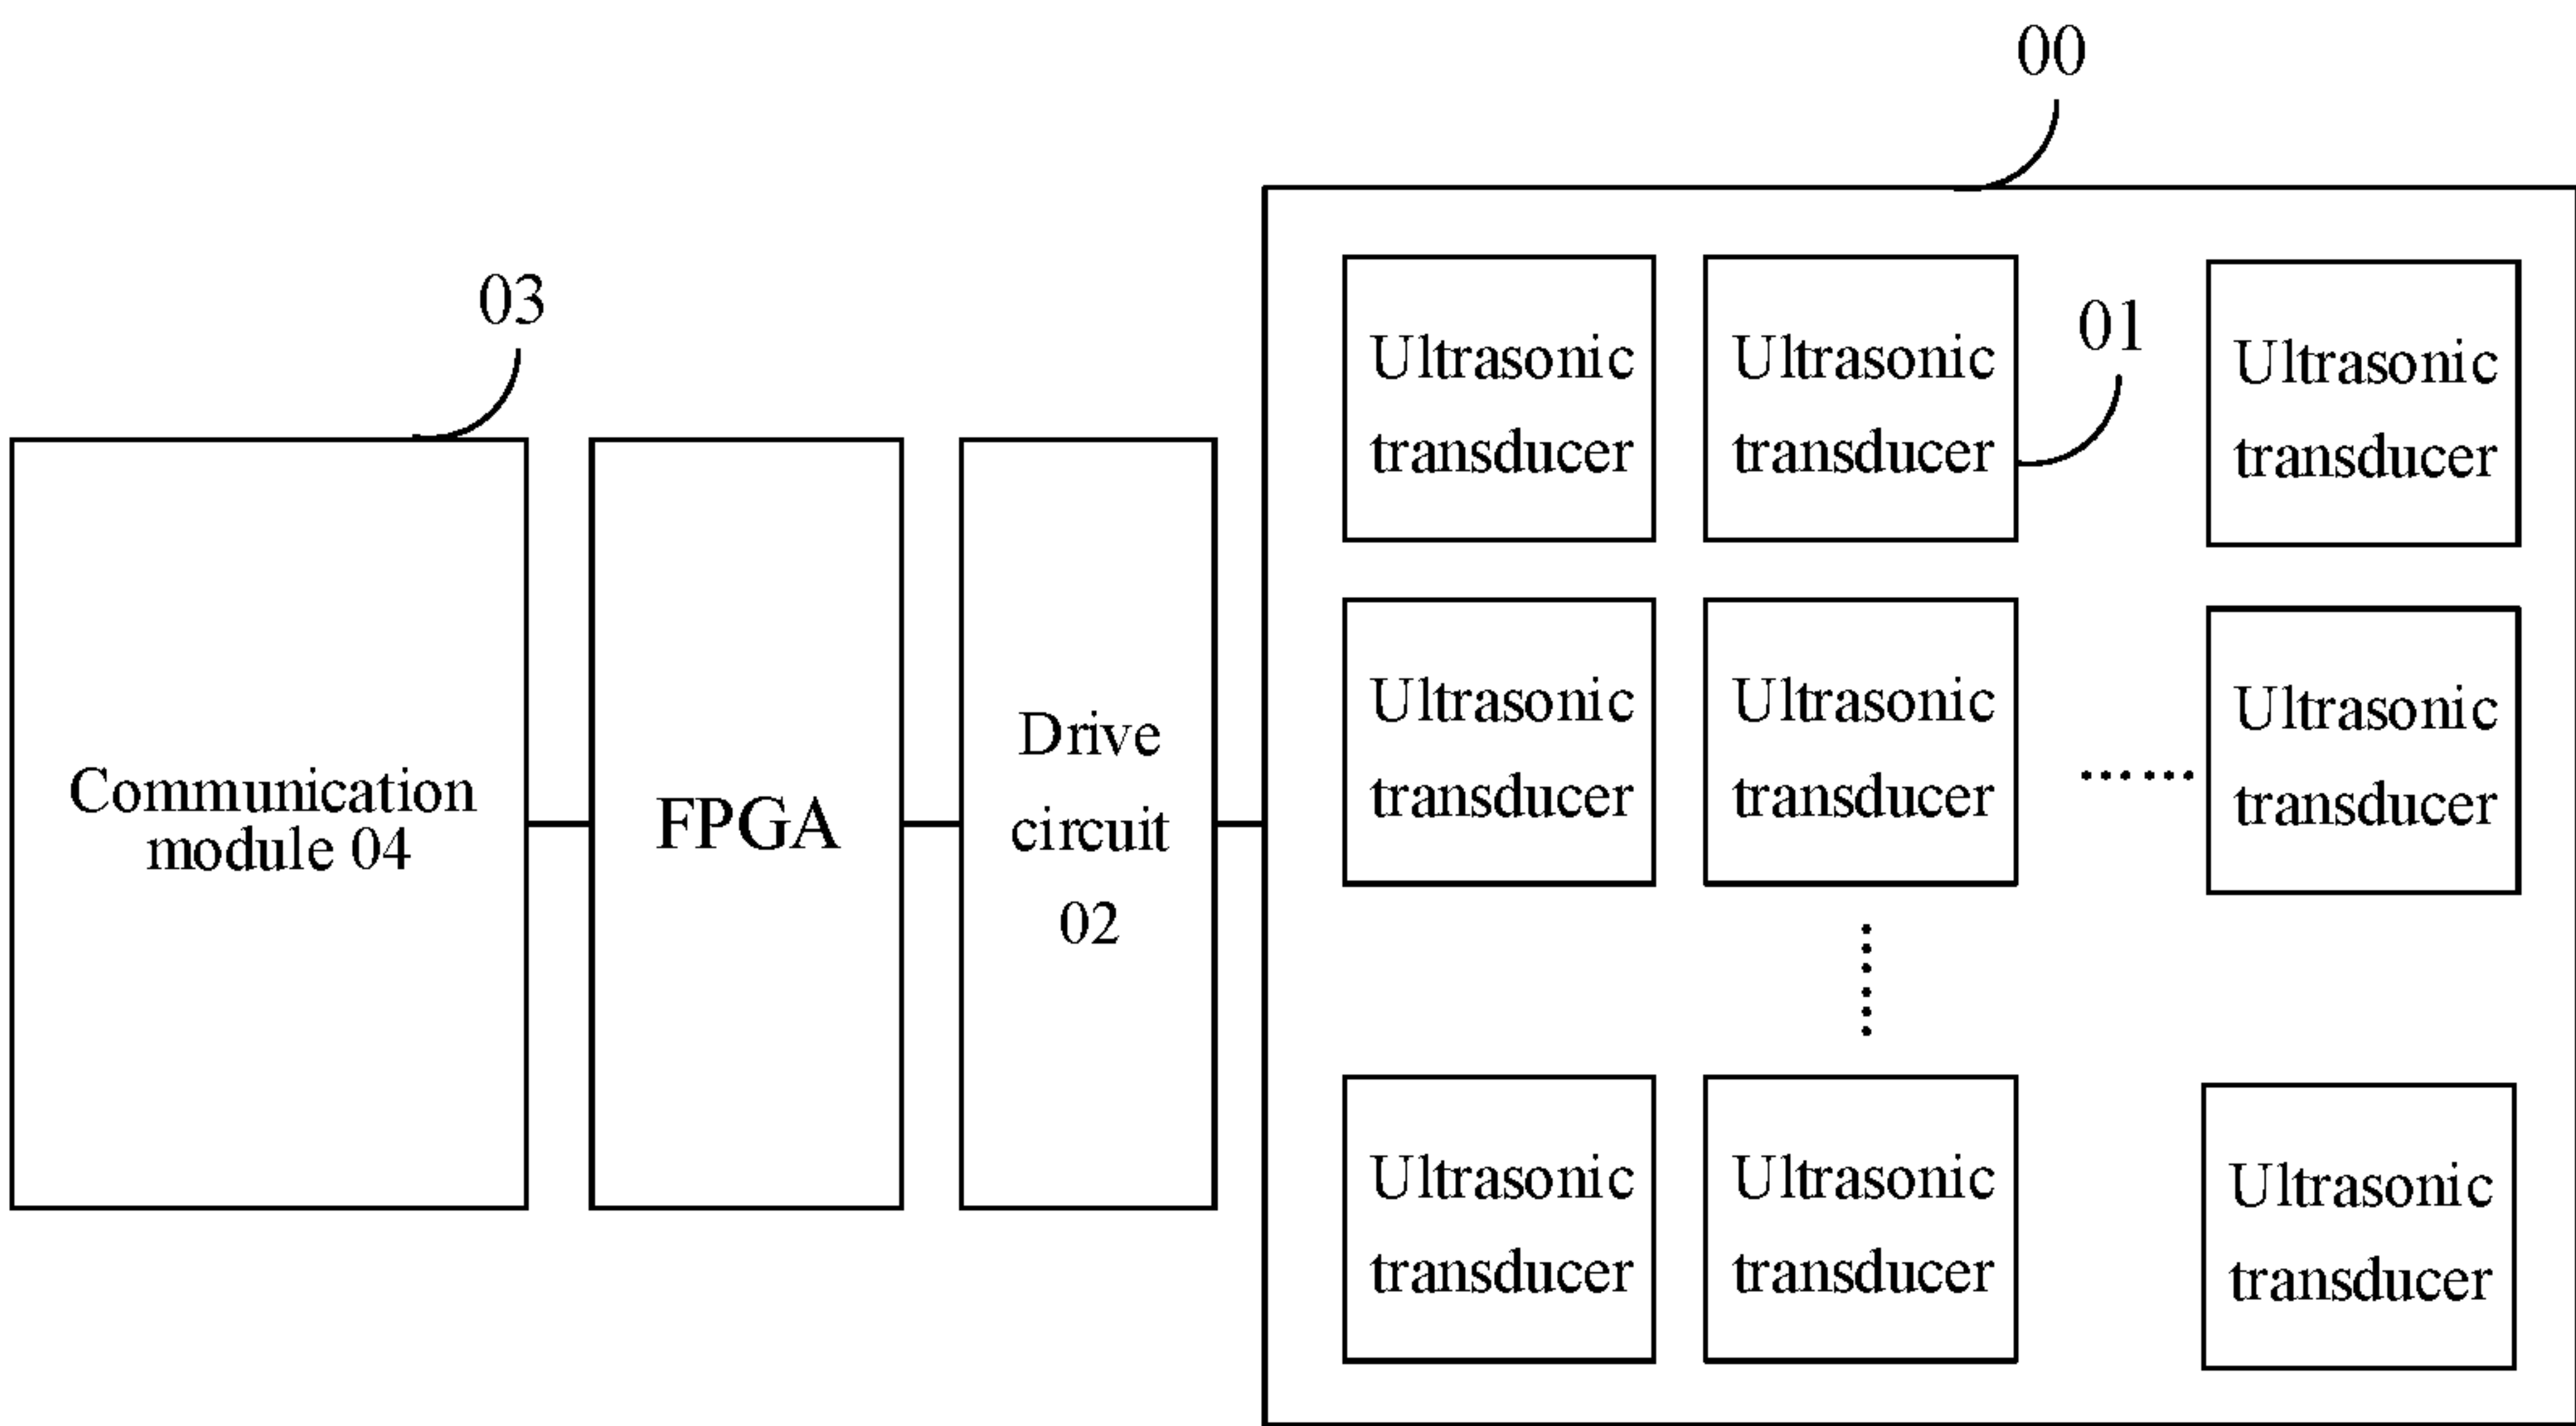 00
03
01
Ultrasonic
transducer
Ultrasonic
transducer
Ultrasonic
transducer
Communication
module 04
FPGA
Drive
circuit
02
Ultrasonic
transducer
Ultrasonic
transducer
Ultrasonic
transducer
Ultrasonic
transducer
Ultrasonic
transducer
Ultrasonic
transducer